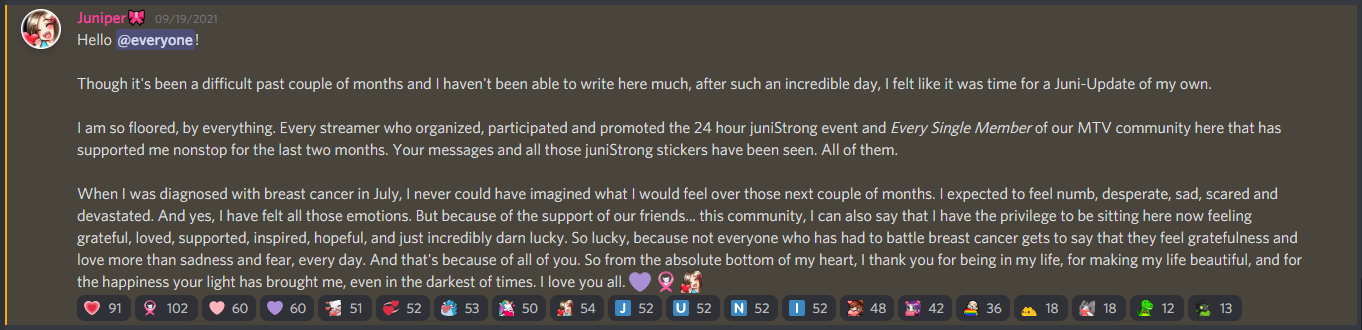 Juniper 09/19/2021
Hello @everyone!
Though it's been a difficult past couple of months and I haven't been able to write here much, after such an incredible day, I felt like it was time for a Juni-Update of my own.
I am so floored, by everything. Every streamer who organized, participated and promoted the 24 hour juniStrong event and Every Single Member of our MTV community here that has
supported me nonstop for the last two months. Your messages and all those juniStrong stickers have been seen. All of them.
When I was diagnosed with breast cancer in July, I never could have imagined what I would feel over those next couple of months. I expected to feel numb, desperate, sad, scared and
devastated. And yes, I have felt all those emotions. But because of the support of our friends... this community, I can also say that I have the privilege to be sitting here now feeling
grateful, loved, supported, inspired, hopeful, and just incredibly darn lucky. So lucky, because not everyone who has had to battle breast cancer gets to say that they feel gratefulness and
love more than sadness and fear, every day. And that's because of all of you. So from the absolute bottom of my heart, I thank you for being in my life, for making my life beautiful, and for
the happiness your light has brought me, even in the darkest of times. I love you all.
91 102 60 60 51 52 53 50 54 J 52 U 52 N 52 I 52 48 42 36 18 18 12 13